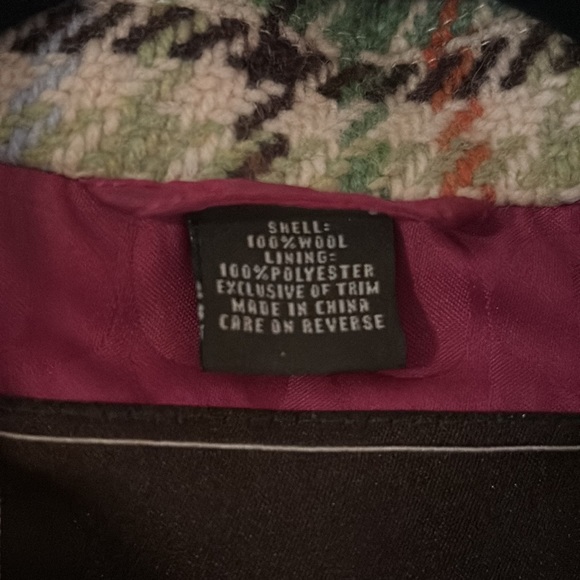 SHELL:
100%WOOL
LINING:
100%POLYESTER
EXCLUSIVE OF TRIM
MADE IN CHINA
CARE ON REVERSE